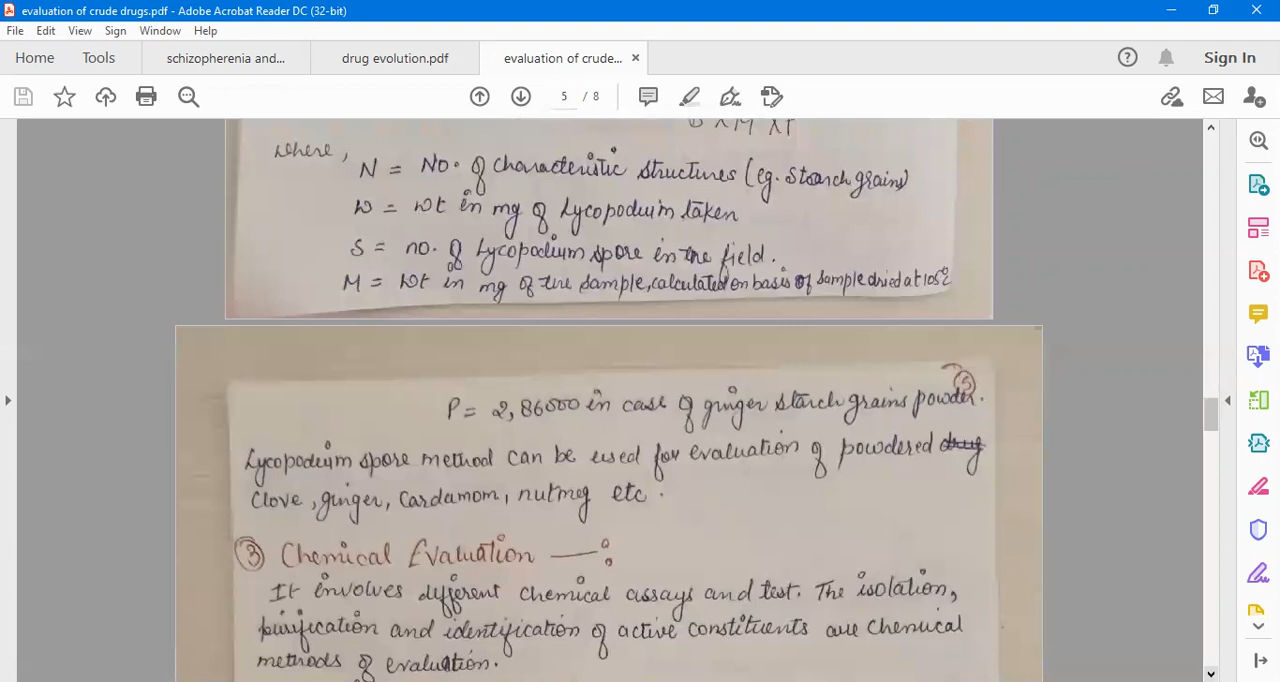 evaluation of crude drugs.pdf - Adobe Acrobat Reader DC (32-bit)
File Edit View Sign Window Help
Home Tools schizopherenia and... drug evolution.pdf evaluation of crude... ×
Sign In
5 / 8
where,
N = No. of characteristic structures (eg. Starch grains)
W = wt in mg of Lycopodium taken
S = no. of Lycopodium spore in the field.
M = wt in mg of the sample, calculated on basis of sample dried at 105°C
5
P = 2,86000 in case of ginger starch grains powder.
Lycopodium spore method can be used for evaluation of powdered drug
Clove, ginger, Cardamom, nutmeg etc.
3 Chemical Evaluation —:
It involves different chemical assays and test. The isolation,
purification and identification of active constituents are chemical
methods of evaluation.